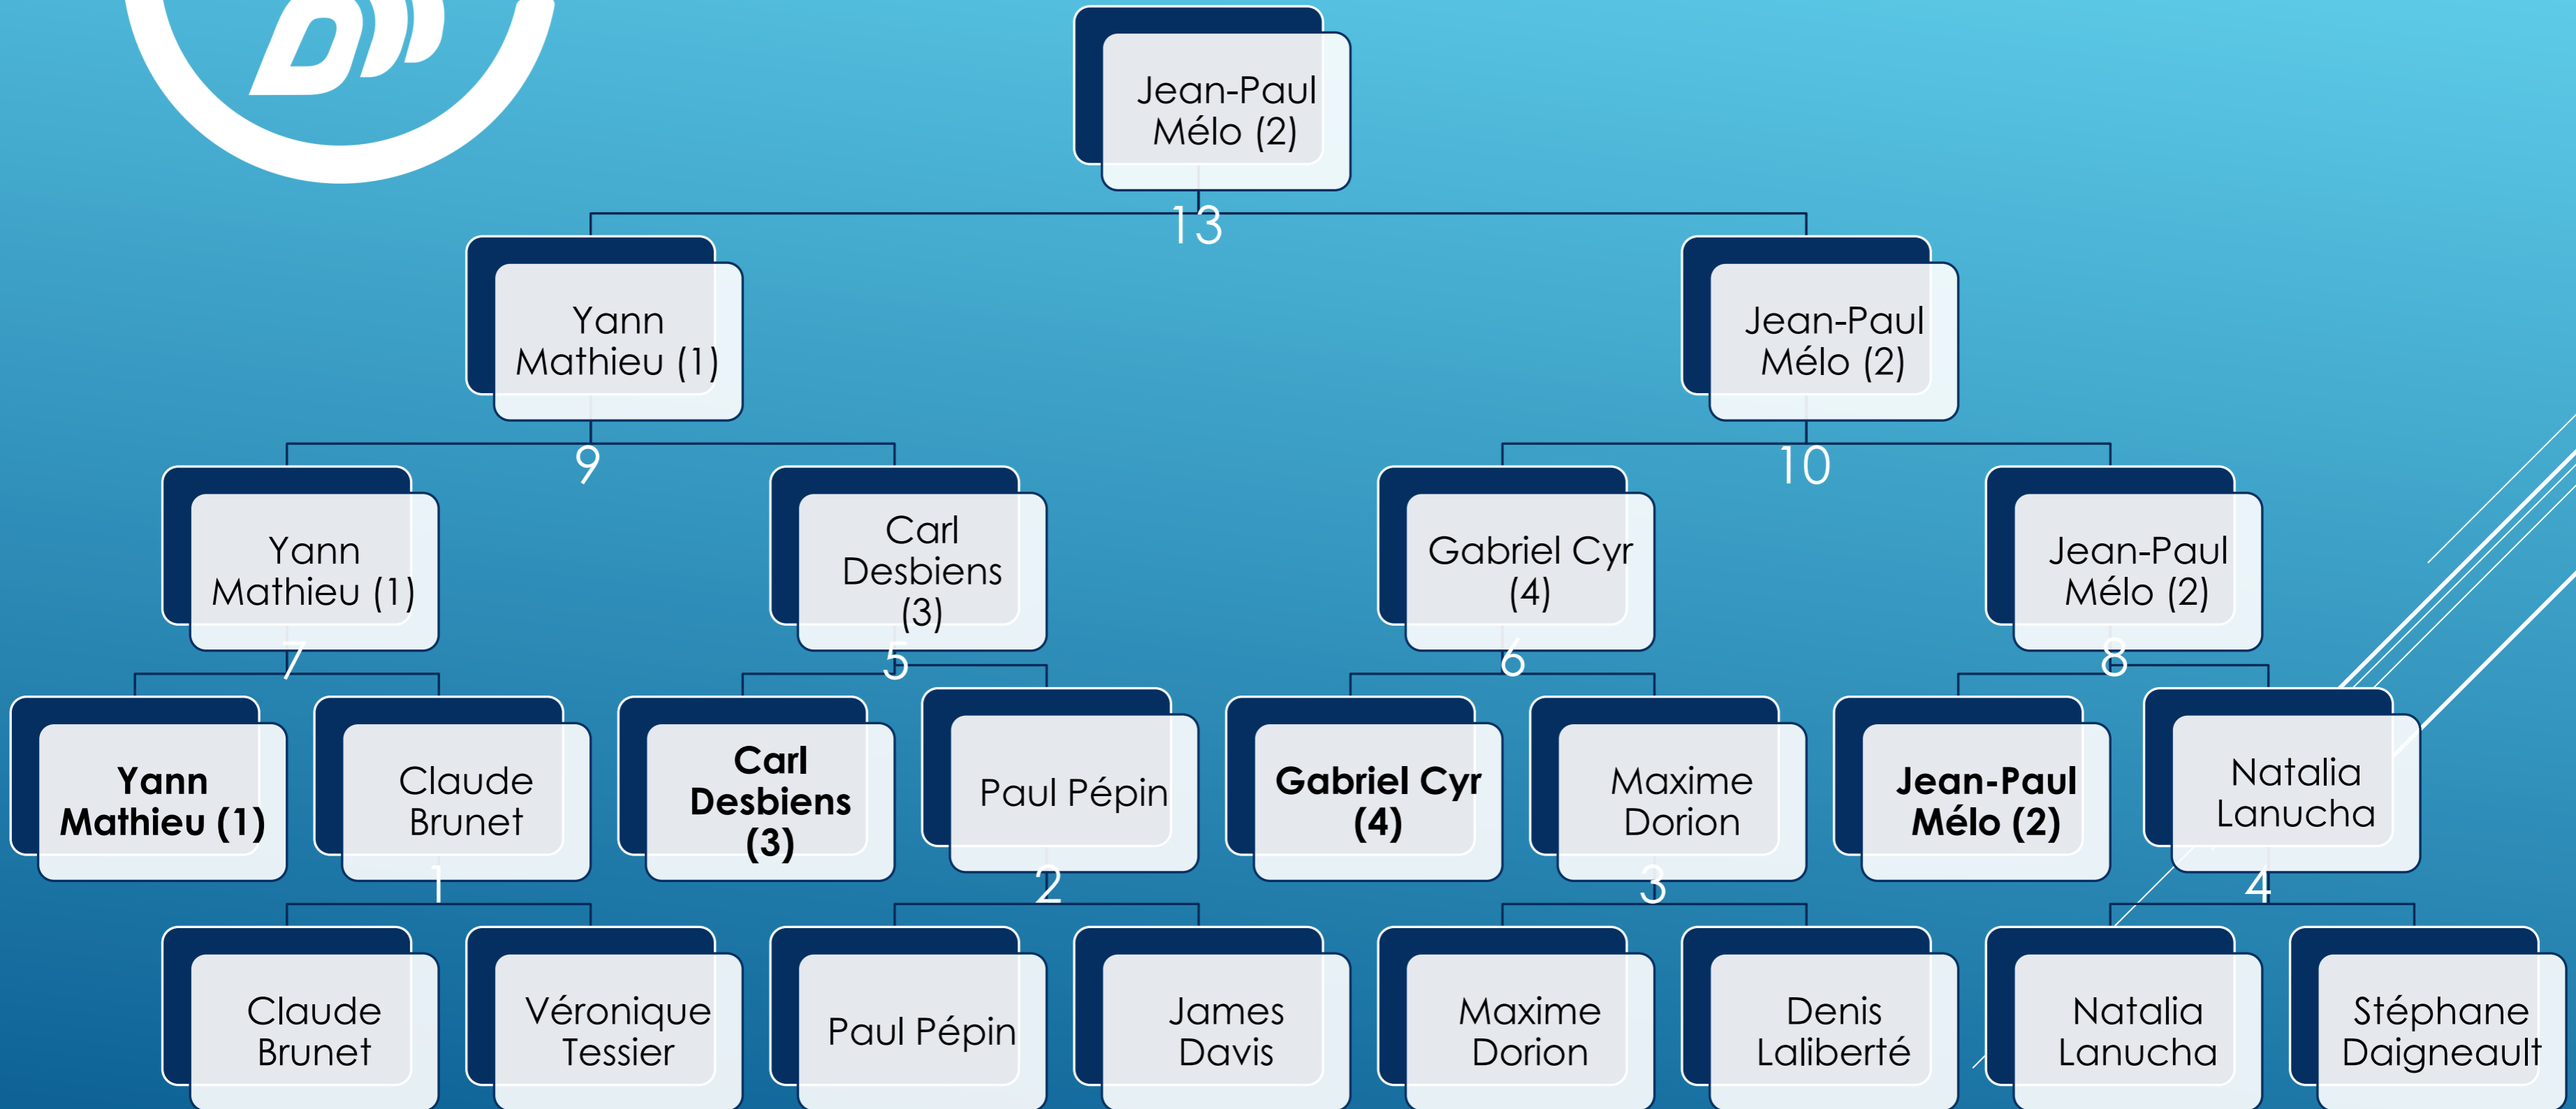 Jean-Paul
Mélo (2)
13
Yann
Mathieu (1)
Jean-Paul
Mélo (2)
9
10
Yann
Mathieu (1)
Carl
Desbiens
(3)
Gabriel Cyr
(4)
Jean-Paul
Mélo (2)
7
5
6
8
Yann
Mathieu (1)
Claude
Brunet
Carl
Desbiens
(3)
Paul Pépin
Gabriel Cyr
(4)
Maxime
Dorion
Jean-Paul
Mélo (2)
Natalia
Lanucha
1
2
3
4
Claude
Brunet
Véronique
Tessier
Paul Pépin
James
Davis
Maxime
Dorion
Denis
Laliberté
Natalia
Lanucha
Stéphane
Daigneault